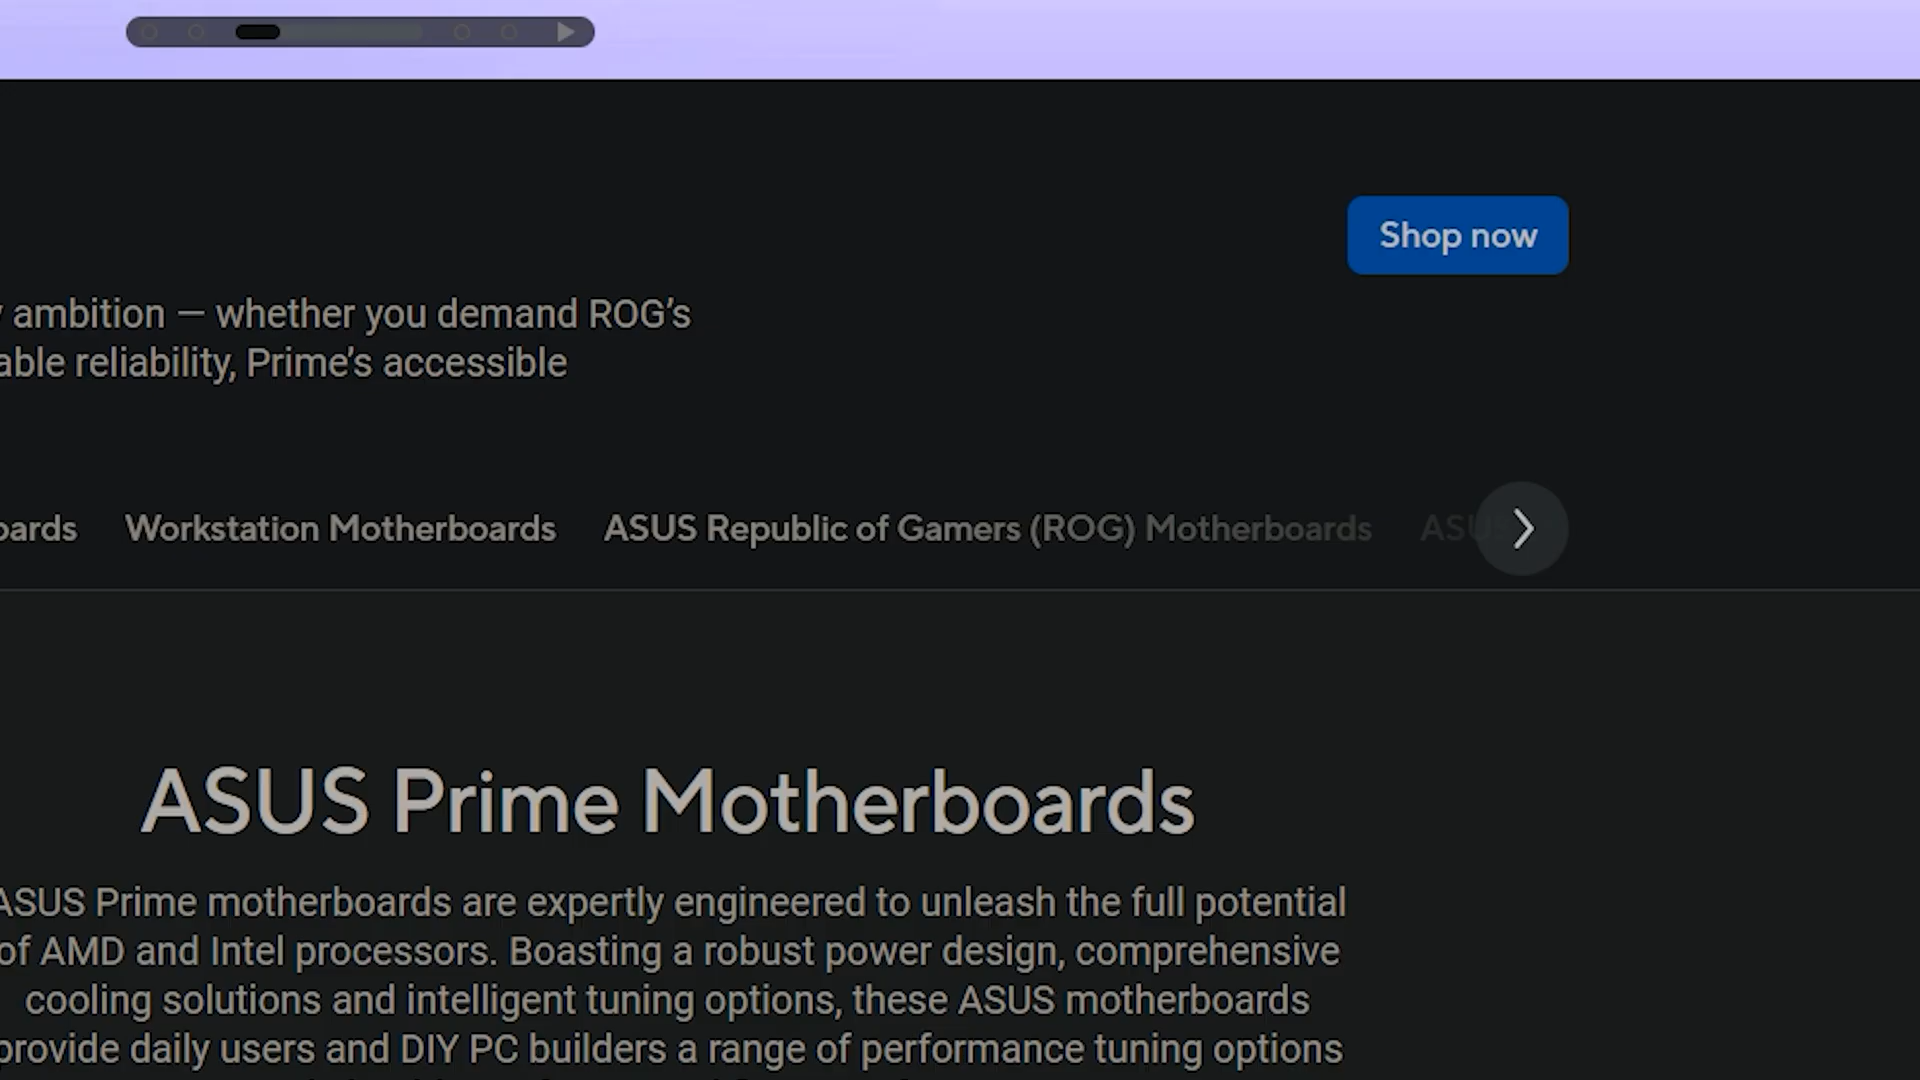 Shop now
ambition — whether you demand ROG’s
able reliability, Prime’s accessible
Workstation Motherboards
ASUS Republic of Gamers (ROG) Motherboards
ASUS
ASUS Prime Motherboards
ASUS Prime motherboards are expertly engineered to unleash the full potential
of AMD and Intel processors. Boasting a robust power design, comprehensive
cooling solutions and intelligent tuning options, these ASUS motherboards
provide daily users and DIY PC builders a range of performance tuning options